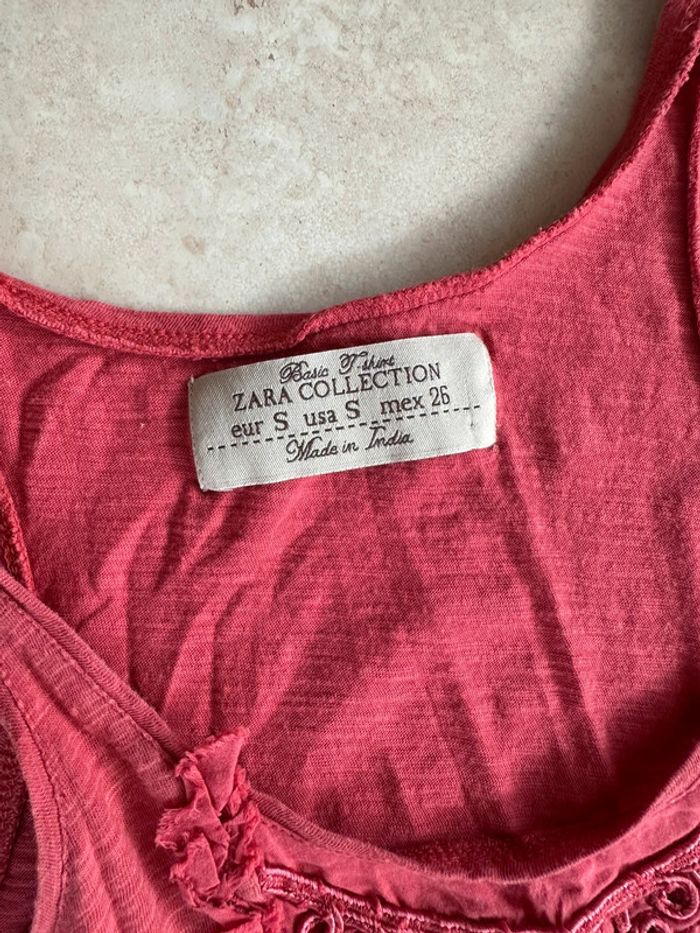 Basic T-shirt
ZARA COLLECTION
eur S usa S mex 26
Made in India